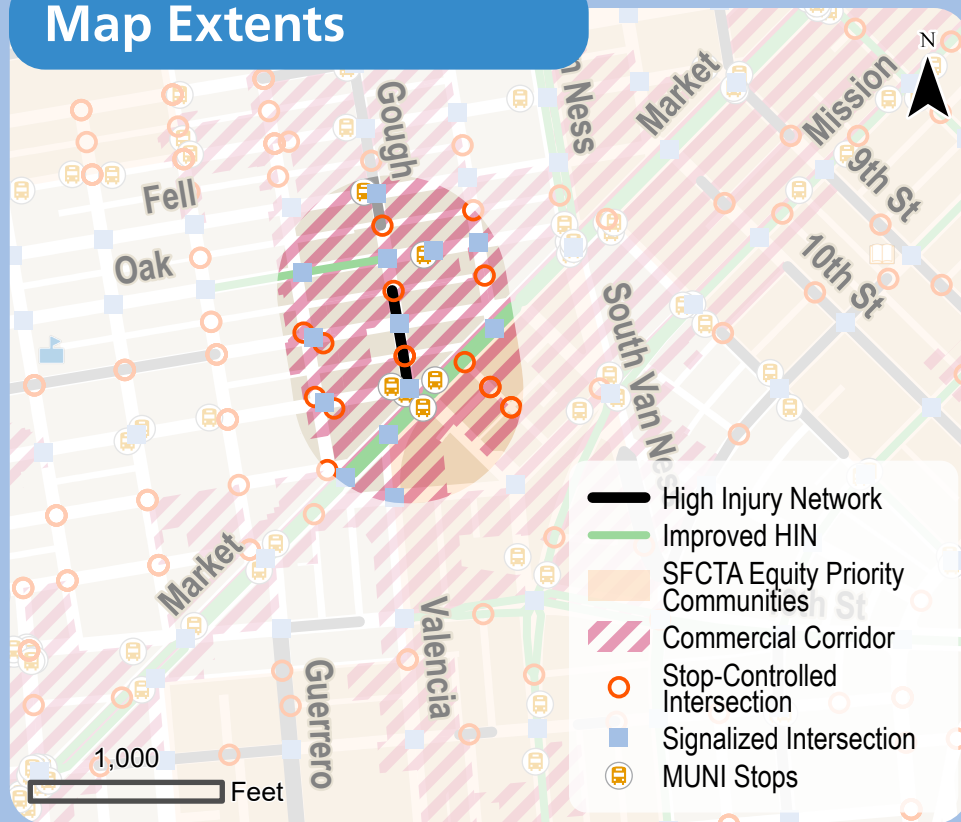 Map Extents
N
Gough
n Ness
Market
Mission
9th St
Fell
10th St
Oak
South Van Nes
High Injury Network
Improved HIN
SFCTA Equity Priority
Communities
Commercial Corridor
Stop-Controlled
Intersection
Signalized Intersection
MUNI Stops
Market
Valencia
Guerrero
1,000
Feet